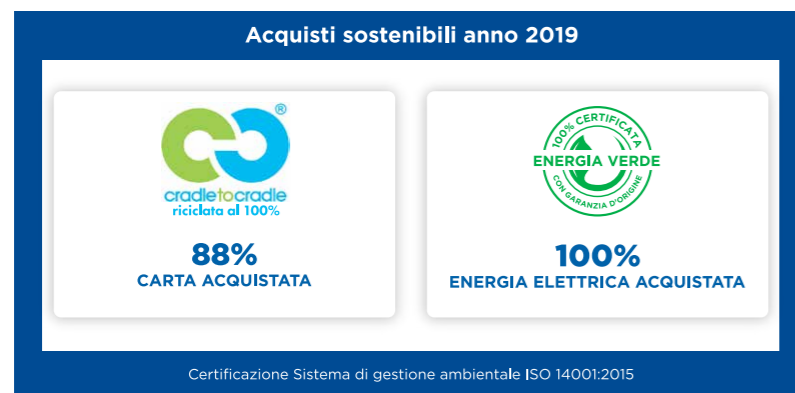 Acquisti sostenibili anno 2019
®
cradletocradle
riciclata al 100%
88%
CARTA ACQUISTATA
100% CERTIFICATA
ENERGIA VERDE
CON GARANZIA D'ORIGINE
100%
ENERGIA ELETTRICA ACQUISTATA
Certificazione Sistema di gestione ambientale ISO 14001:2015